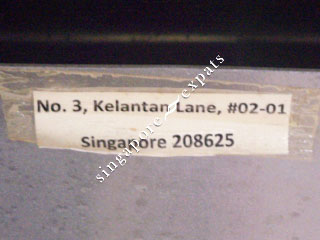 No. 3, Kelantan Lane, #02-01
Singapore 208625
singapore expats